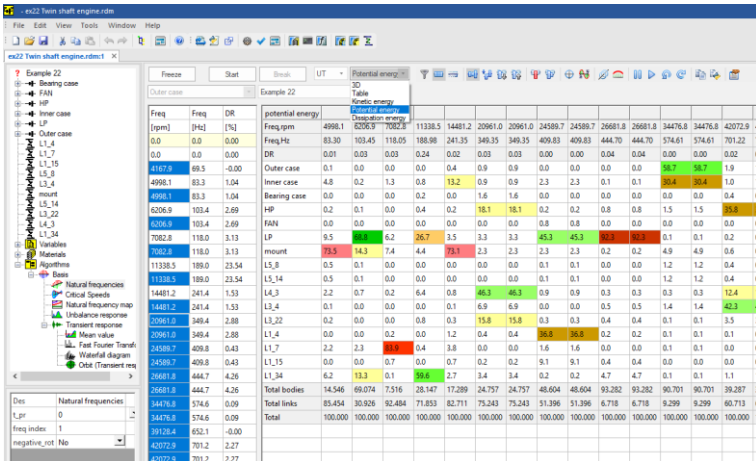 - ex22 Twin shaft engine.rdm
File Edit View Tools Window Help
ex22 Twin shaft engine.rdm:1 ×
? Example 22
Bearing case
FAN
HP
Inner case
LP
Outer case
L1_4
L1_7
L1_15
L5_8
L3_4
mount
L5_14
L3_22
L1_34
Variables
Materials
Algorithms
Basis
Natural frequencies
Critical Speeds
Natural frequency map
Unbalance response
Transient response
Mean value
Fast Fourier Transfo
Waterfall diagram
Orbit (Transient resp
Des Natural frequencies
t_pr 0
freq index 1
negative_rot No
Freeze Start Break UT Potential energy
Outer case Example 22
3D
Table
Kinetic energy
Potential energy
Dissipation energy
Freq Freq DR
[rpm] [Hz] [%]
0.0 0.0 0.00
0.0 0.0 0.00
4167.9 69.5 -0.00
4998.1 83.3 1.04
4998.1 83.3 1.04
6206.9 103.4 2.69
6206.9 103.4 2.69
7082.8 118.0 3.13
7082.8 118.0 3.13
11338.5 189.0 23.54
11338.5 189.0 23.54
14481.2 241.4 1.53
14481.2 241.4 1.53
20961.0 349.4 2.88
20961.0 349.4 2.88
24589.7 409.8 0.43
24589.7 409.8 0.43
26681.8 444.7 4.26
26681.8 444.7 4.26
34476.8 574.6 0.09
34476.8 574.6 0.09
39128.4 652.1 -0.00
42072.9 701.2 2.27
42072.9 701.2 2.27
potential energy
Freq,rpm 4998.1 6206.9 7082.8 11338.5 14481.2 20961.0 20961.0 24589.7 24589.7 26681.8 26681.8 34476.8 34476.8 42072.9
Freq,Hz 83.30 103.45 118.05 188.98 241.35 349.35 349.35 409.83 409.83 444.70 444.70 574.61 574.61 701.22
DR 0.01 0.03 0.03 0.24 0.02 0.03 0.03 0.00 0.00 0.04 0.04 0.00 0.00 0.02
Outer case 0.1 0.0 0.0 0.0 0.4 0.9 0.9 0.0 0.0 0.0 0.0 58.7 58.7 1.9
Inner case 4.8 0.2 1.3 0.8 13.2 0.9 0.9 2.3 2.3 0.1 0.1 30.4 30.4 1.0
Bearing case 0.0 0.0 0.0 0.2 0.0 1.6 1.6 0.0 0.0 0.0 0.0 0.0 0.0 0.4
HP 0.2 0.1 0.0 0.4 0.2 18.1 18.1 0.2 0.2 0.8 0.8 1.5 1.5 35.8
FAN 0.0 0.0 0.0 0.0 0.0 0.0 0.0 0.8 0.8 0.0 0.0 0.0 0.0 0.0
LP 9.5 68.8 6.2 26.7 3.5 3.3 3.3 45.3 45.3 92.3 92.3 0.1 0.1 0.2
mount 73.5 14.3 7.4 4.4 73.1 2.3 2.3 2.3 2.3 0.2 0.2 4.9 4.9 0.6
L5_8 0.5 0.1 0.0 0.0 0.0 0.0 0.0 0.1 0.1 0.0 0.0 1.2 1.2 0.4
L5_14 0.5 0.1 0.0 0.0 0.0 0.0 0.0 0.1 0.1 0.0 0.0 1.2 1.2 0.4
L4_3 2.2 0.7 0.2 6.4 0.8 46.3 46.3 0.9 0.9 0.3 0.3 0.3 0.3 12.4
L3_4 0.1 0.0 0.0 0.0 0.1 6.9 6.9 0.0 0.0 0.5 0.5 1.4 1.4 42.3
L3_22 0.2 0.0 0.0 0.8 0.3 15.8 15.8 0.3 0.3 0.4 0.4 0.1 0.1 3.5
L1_4 0.0 0.0 0.2 0.0 1.2 0.4 0.4 36.8 36.8 0.2 0.2 0.1 0.1 0.1
L1_7 2.2 2.3 83.9 0.4 3.8 0.0 0.0 1.6 1.6 0.0 0.0 0.1 0.1 0.0
L1_15 0.0 0.0 0.7 0.0 0.7 0.2 0.2 9.1 9.1 0.4 0.4 0.0 0.0 0.0
L1_34 6.2 13.3 0.1 59.6 2.7 3.4 3.4 0.2 0.2 4.7 4.7 0.1 0.1 1.1
Total bodies 14.546 69.074 7.516 28.147 17.289 24.757 24.757 48.604 48.604 93.282 93.282 90.701 90.701 39.287
Total links 85.454 30.926 92.484 71.853 82.711 75.243 75.243 51.396 51.396 6.718 6.718 9.299 9.299 60.713
Total 100.000 100.000 100.000 100.000 100.000 100.000 100.000 100.000 100.000 100.000 100.000 100.000 100.000 100.000